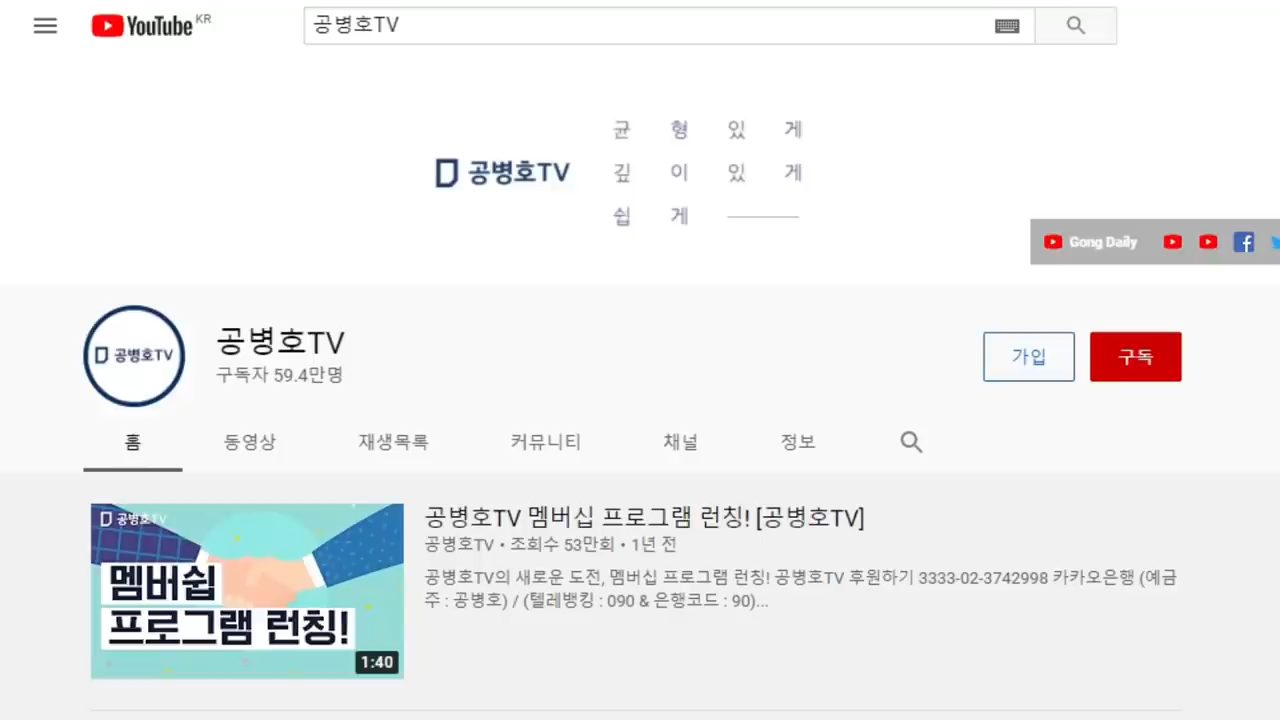 YouTube KR
공병호TV
균 형 있 게
공병호TV
깊 이 있 게
쉽 게
Gong Daily
공병호TV
공병호TV
구독자 59.4만명
가입
구독
홈 동영상 재생목록 커뮤니티 채널 정보
공병호TV
멤버쉽
프로그램 런칭!
1:40
공병호TV 멤버십 프로그램 런칭! [공병호TV]
공병호TV • 조회수 53만회 • 1년 전
공병호TV의 새로운 도전, 멤버십 프로그램 런칭! 공병호TV 후원하기 3333-02-3742998 카카오은행 (예금
주 : 공병호) / (텔레뱅킹 : 090 & 은행코드 : 90)...